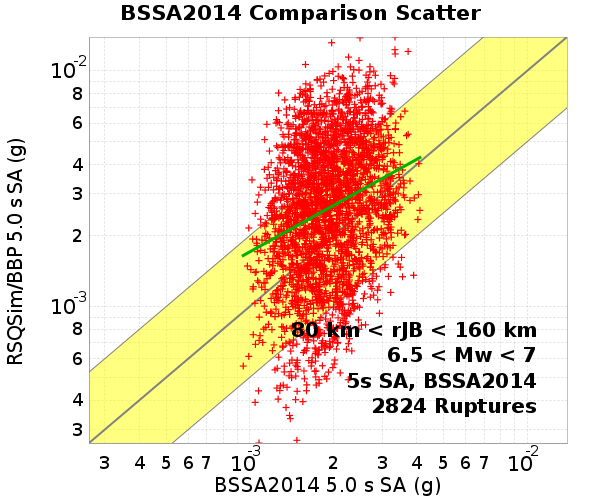 BSSA2014 Comparison Scatter
RSQSim/BBP 5.0 s SA (g)
10-2
8
6
4
3
2
10-3
8
6
4
3
80 km < rJB < 160 km
6.5 < Mw < 7
5s SA, BSSA2014
2824 Ruptures
3 4 5 6 7 10-3 2 3 4 5 6 7 10-2
BSSA2014 5.0 s SA (g)